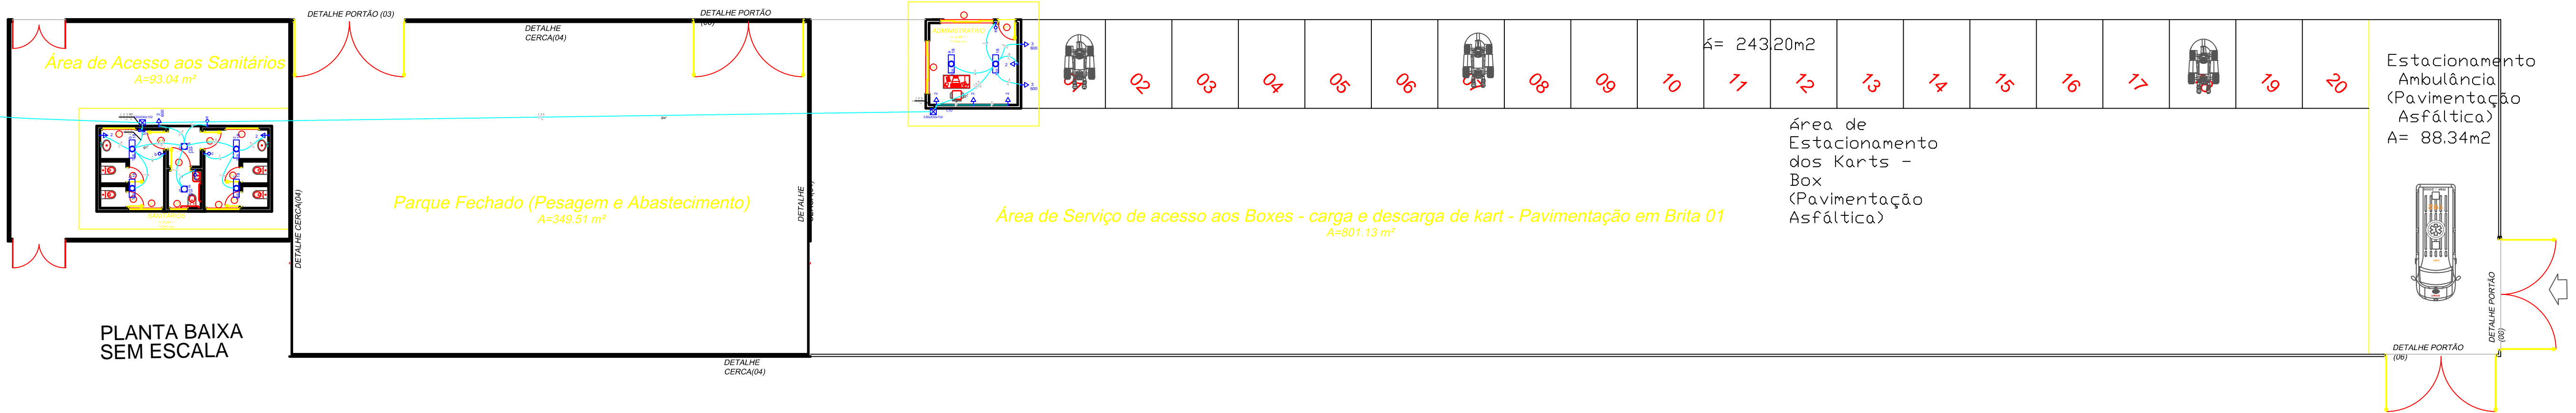 DETALHE PORTÃO (03)
DETALHE
CERCA(04)
DETALHE PORTÃO
Área de Acesso aos Sanitários
A=93.04 m²
A= 243.20m2
02
03
04
05
06
08
09
10
11
12
13
14
15
16
17
19
20
Estacionamento
Ambulância
(Pavimentação
Asfáltica)
A= 88.34m2
Área de
Estacionamento
dos Karts -
Box
(Pavimentação
Asfáltica)
DETALHE CERCA(04)
Parque Fechado (Pesagem e Abastecimento)
A=349.51 m²
DETALHE
Área de Serviço de acesso aos Boxes - carga e descarga de kart - Pavimentação em Brita 01
A=801.13 m²
PLANTA BAIXA
SEM ESCALA
DETALHE
CERCA(04)
DETALHE PORTÃO
DETALHE PORTÃO
(06)